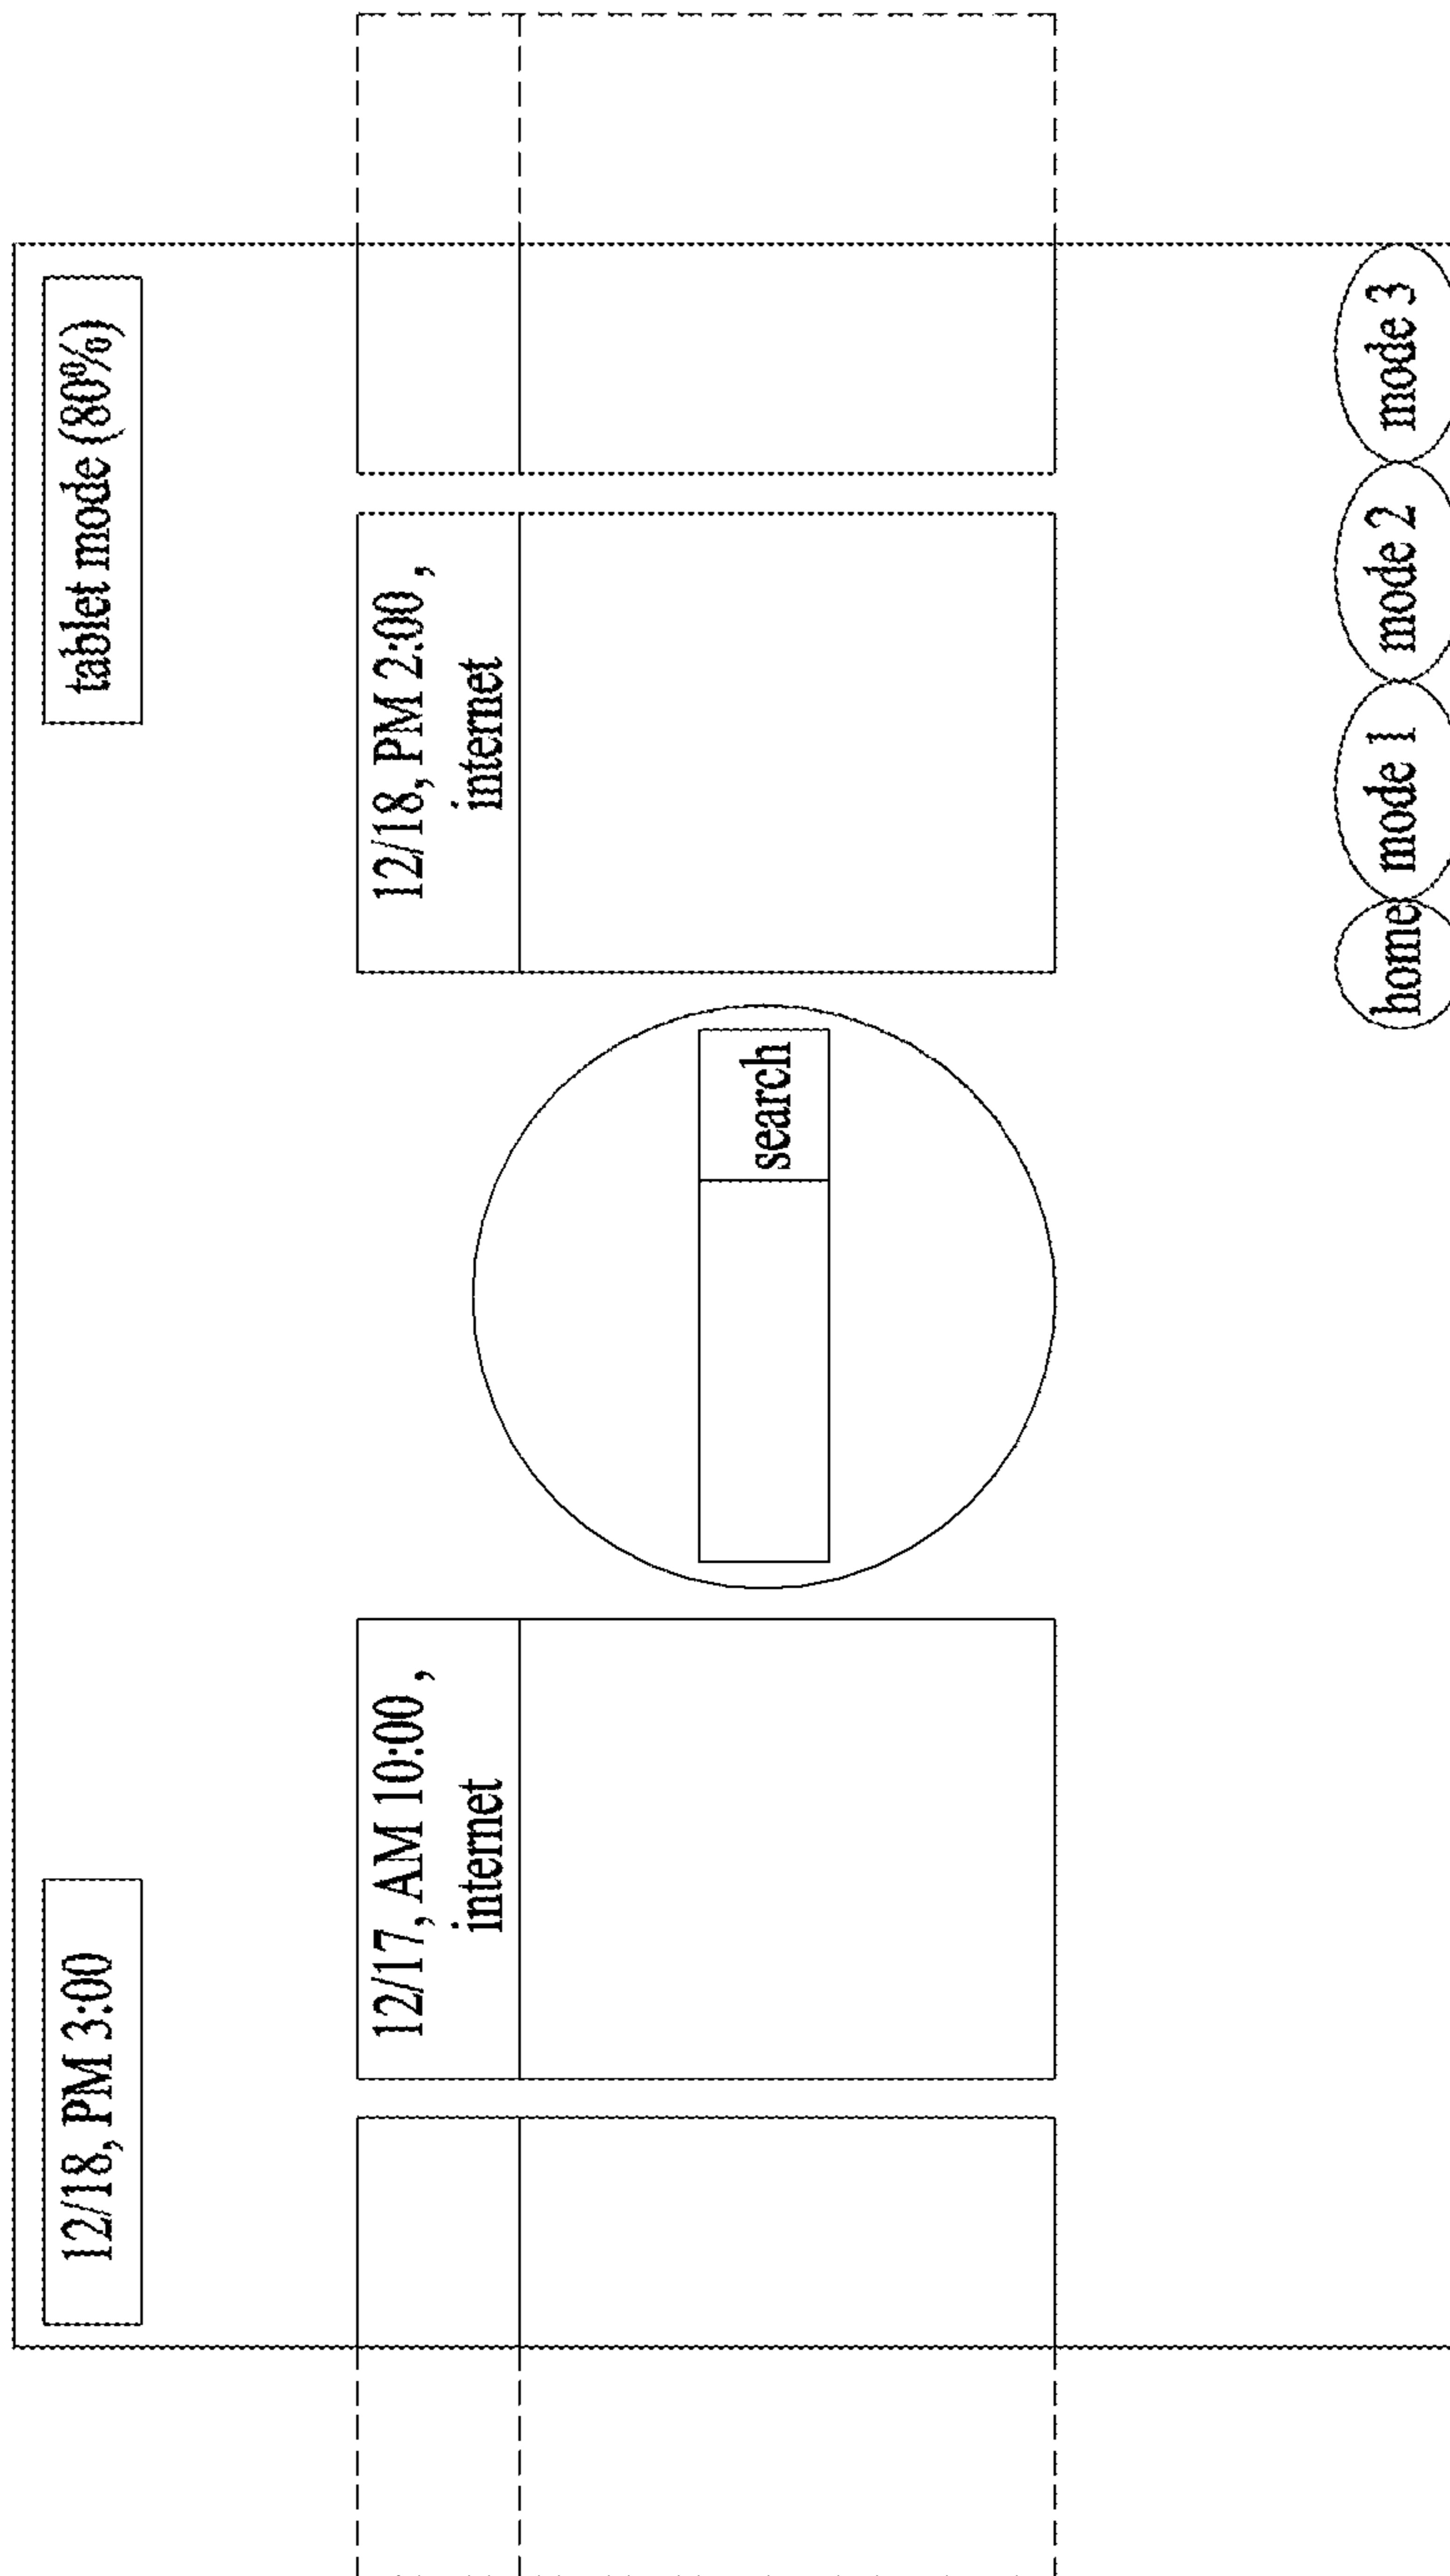 12/18, PM 3:00
tablet mode (80%)
12/17, AM 10:00 ,
internet
search
12/18, PM 2:00 ,
internet
home
mode 1
mode 2
mode 3